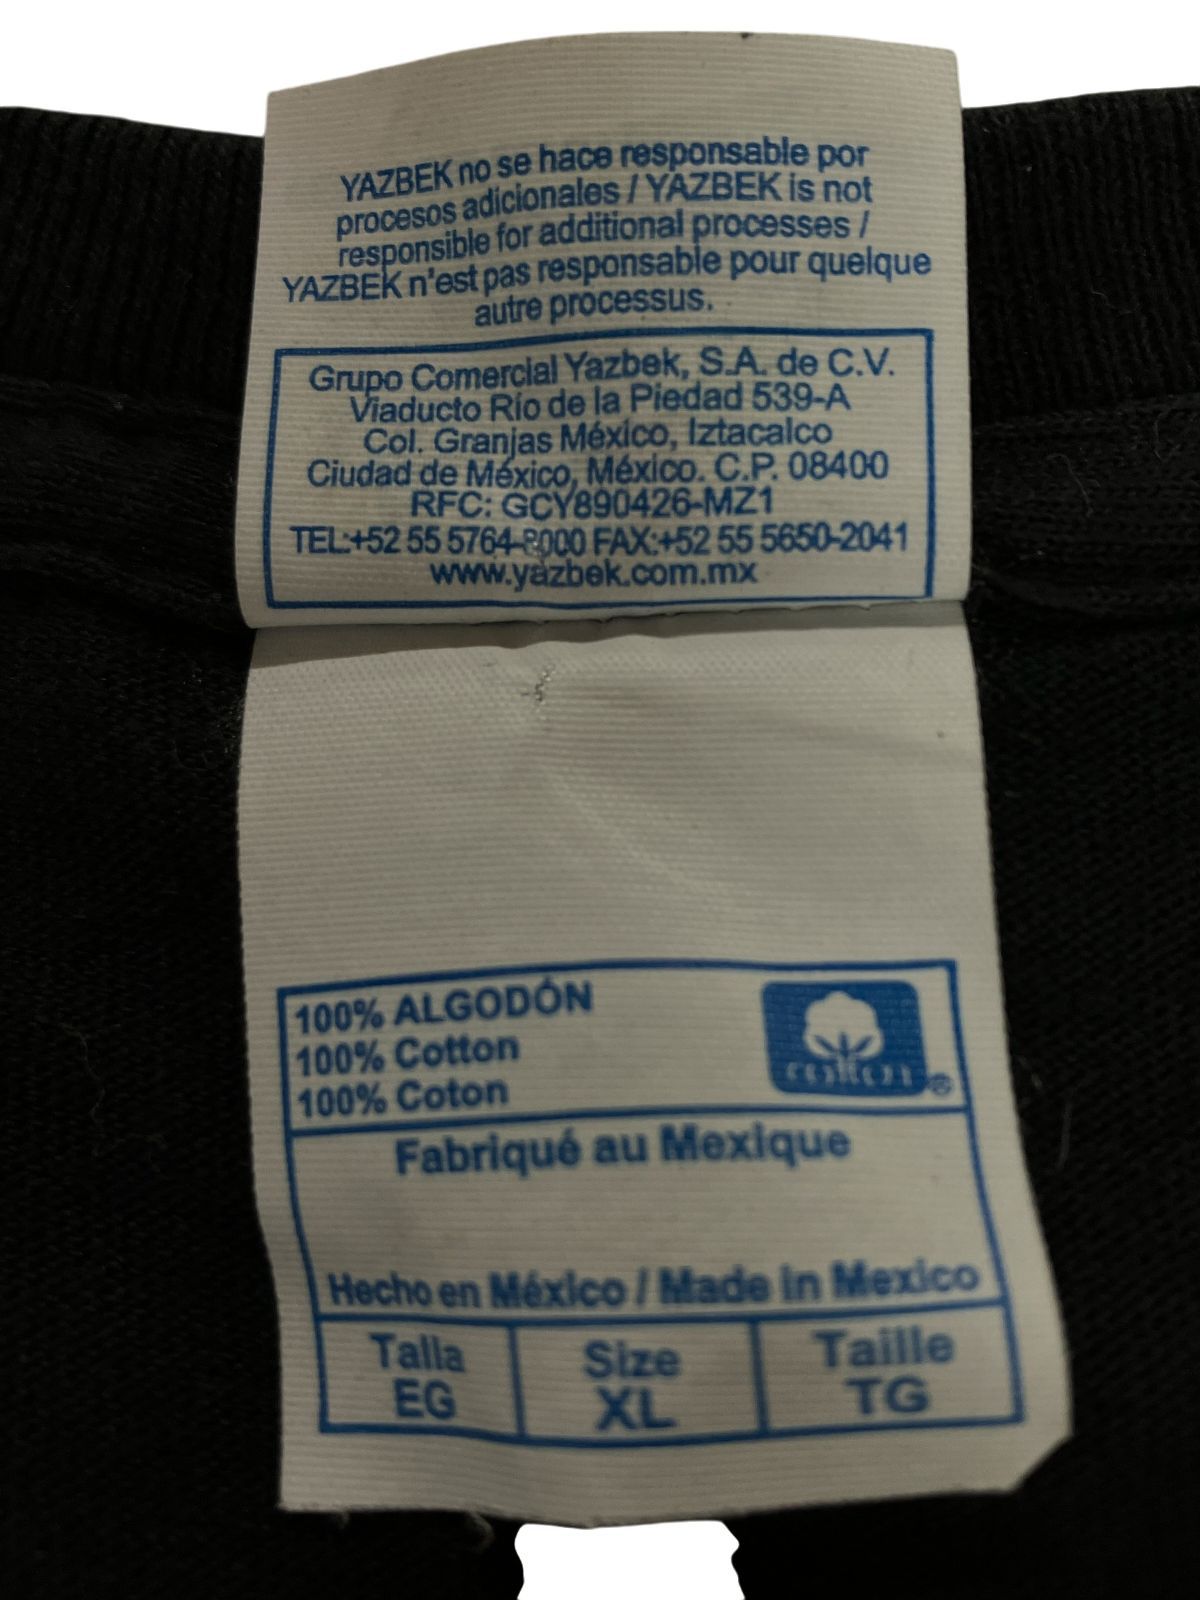 YAZBEK no se hace responsable por
procesos adicionales / YAZBEK is not
responsible for additional processes /
YAZBEK n'est pas responsable pour quelque
autre processus.
Grupo Comercial Yazbek, S.A. de C.V.
Viaducto Río de la Piedad 539-A
Col. Granjas México, Iztacalco
Ciudad de México, México. C.P. 08400
RFC: GCY890426-MZ1
TEL:+52 55 5764-8000 FAX:+52 55 5650-2041
www.yazbek.com.mx
100% ALGODÓN
100% Cotton
100% Coton
cotton®
Fabriqué au Mexique
Hecho en México / Made in Mexico
Talla Size Taille
EG XL TG